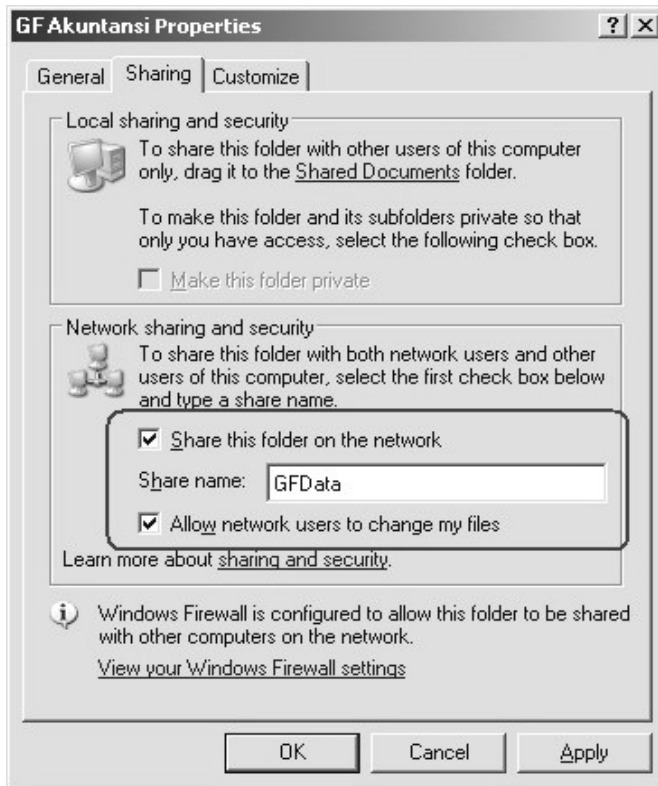 GF Akuntansi Properties
General Sharing Customize
Local sharing and security
To share this folder with other users of this computer
only, drag it to the Shared Documents folder.
To make this folder and its subfolders private so that
only you have access, select the following check box.
Make this folder private
Network sharing and security
To share this folder with both network users and other
users of this computer, select the first check box below
and type a share name.
Share this folder on the network
Share name: GFData
Allow network users to change my files
Learn more about sharing and security.
Windows Firewall is configured to allow this folder to be shared
with other computers on the network.
View your Windows Firewall settings
OK Cancel Apply